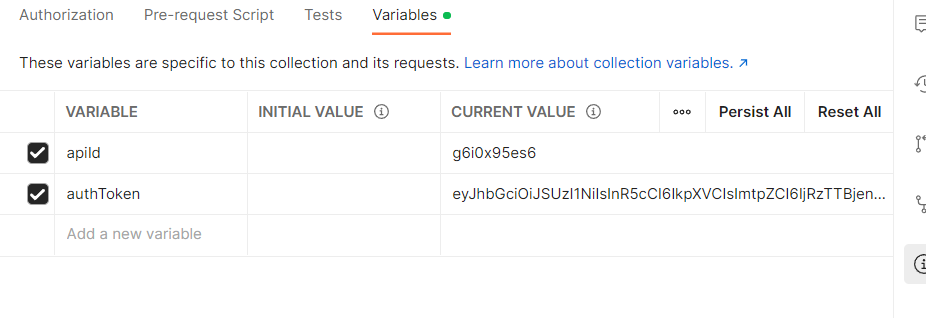 Authorization Pre-request Script Tests Variables
These variables are specific to this collection and its requests. Learn more about collection variables. ↗
VARIABLE INITIAL VALUE CURRENT VALUE ooo Persist All Reset All
apiId g6i0x95es6
authToken eyJhbGciOiJSUzI1NiIsInR5cCI6IkpXVCIsImtpZCI6IjRzTTBjen...
Add a new variable